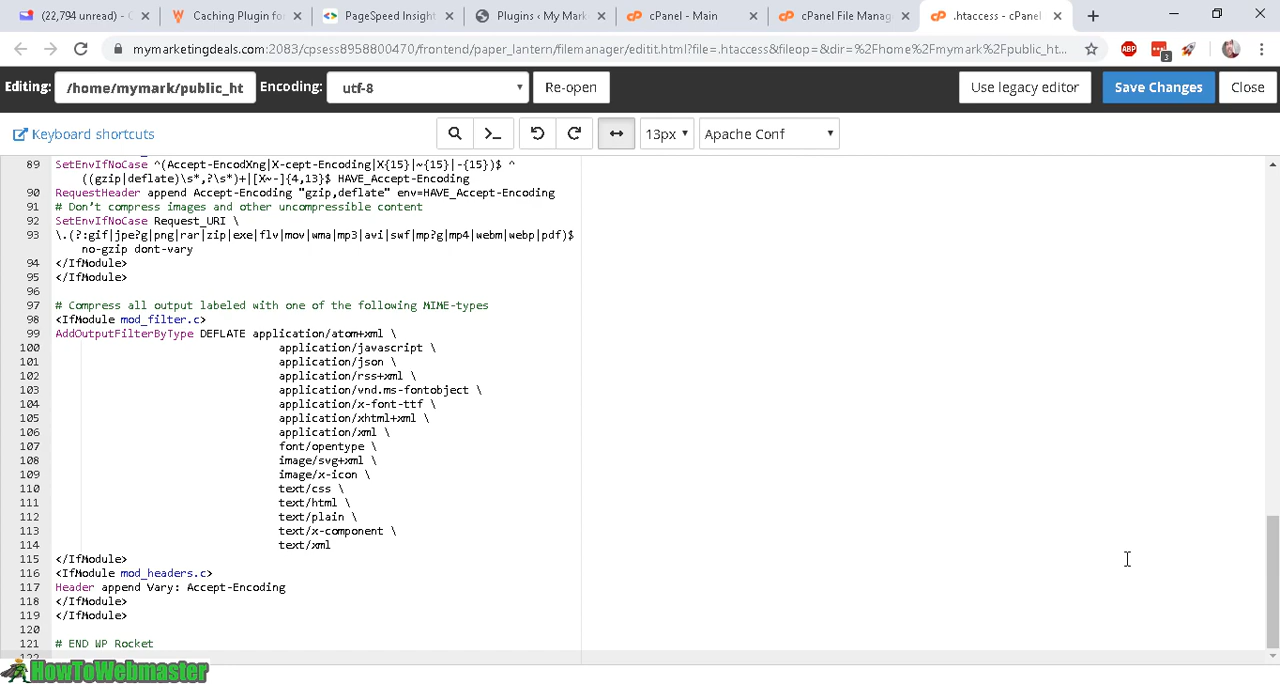 (22,794 unread) - c
Caching Plugin for
PageSpeed Insight
Plugins ‹ My Mark
cPanel - Main
cPanel File Manag
.htaccess - cPanel
mymarketingdeals.com:2083/cpsess8958800470/frontend/paper_lantern/filemanager/editit.html?file=.htaccess&fileop=&dir=%2Fhome%2Fmymark%2Fpublic_ht...
ABP
3
Editing: /home/mymark/public_ht Encoding: utf-8 Re-open Use legacy editor Save Changes Close
Keyboard shortcuts 13px Apache Conf
89 SetEnvIfNoCase ^(Accept-EncodXng|X-cept-Encoding|X{15}|~{15}|-{15})$ ^
((gzip|deflate)\s*,?\s*)+|[X~-]{4,13}$ HAVE_Accept-Encoding
90 RequestHeader append Accept-Encoding "gzip,deflate" env=HAVE_Accept-Encoding
91 # Don’t compress images and other uncompressible content
92 SetEnvIfNoCase Request_URI \
93 \.(?:gif|jpe?g|png|rar|zip|exe|flv|mov|wma|mp3|avi|swf|mp?g|mp4|webm|webp|pdf)$
no-gzip dont-vary
94 </IfModule>
95 </IfModule>
96
97 # Compress all output labeled with one of the following MIME-types
98 <IfModule mod_filter.c>
99 AddOutputFilterByType DEFLATE application/atom+xml \
100 application/javascript \
101 application/json \
102 application/rss+xml \
103 application/vnd.ms-fontobject \
104 application/x-font-ttf \
105 application/xhtml+xml \
106 application/xml \
107 font/opentype \
108 image/svg+xml \
109 image/x-icon \
110 text/css \
111 text/html \
112 text/plain \
113 text/x-component \
114 text/xml
115 </IfModule>
116 <IfModule mod_headers.c>
117 Header append Vary: Accept-Encoding
118 </IfModule>
119 </IfModule>
120
121 # END WP Rocket
122
HowToWebmaster